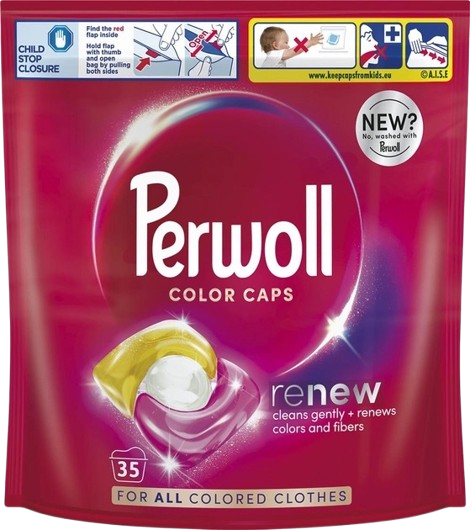 CHILD
STOP
CLOSURE
Find the red
flap inside
Hold flap
with thumb
and open
bag by pulling
both sides
Open
www.keepcapsfromkids.eu
©A.I.S.E
NEW?
No, washed with
Perwoll
Perwoll
COLOR CAPS
renew
cleans gently + renews
colors and fibers
35
FOR ALL COLORED CLOTHES